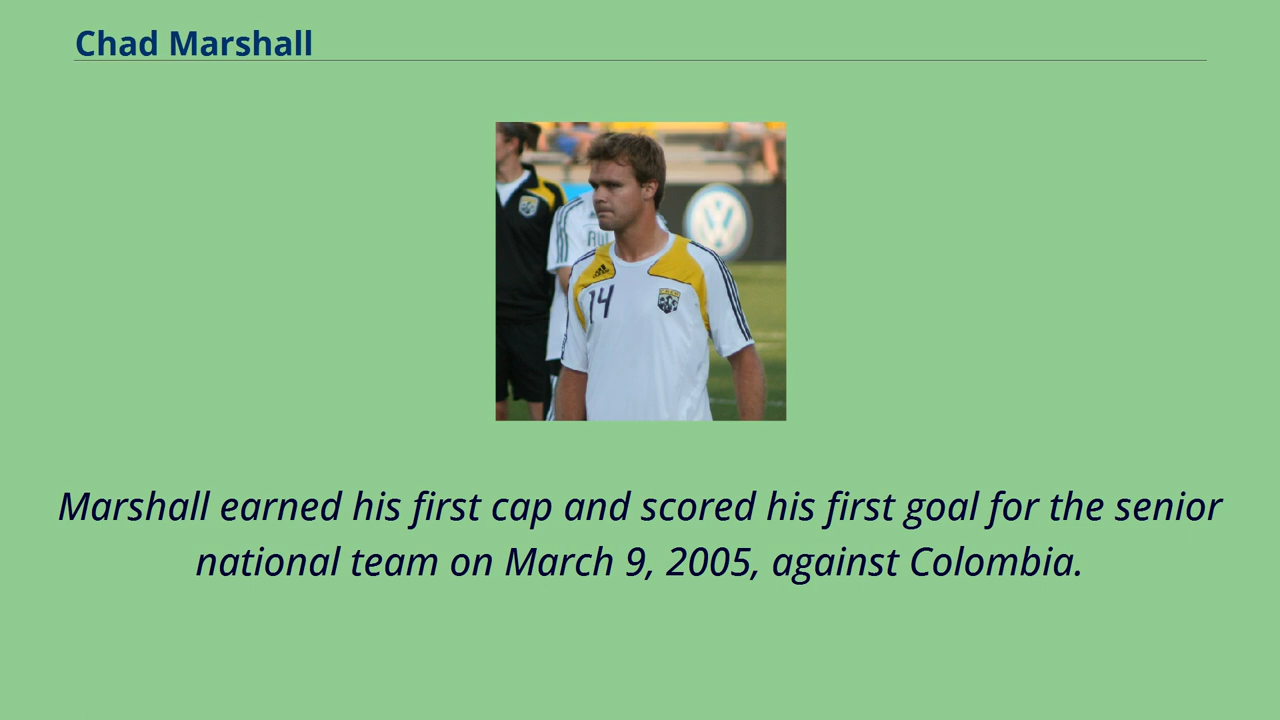 Chad Marshall
14
Marshall earned his first cap and scored his first goal for the senior
national team on March 9, 2005, against Colombia.